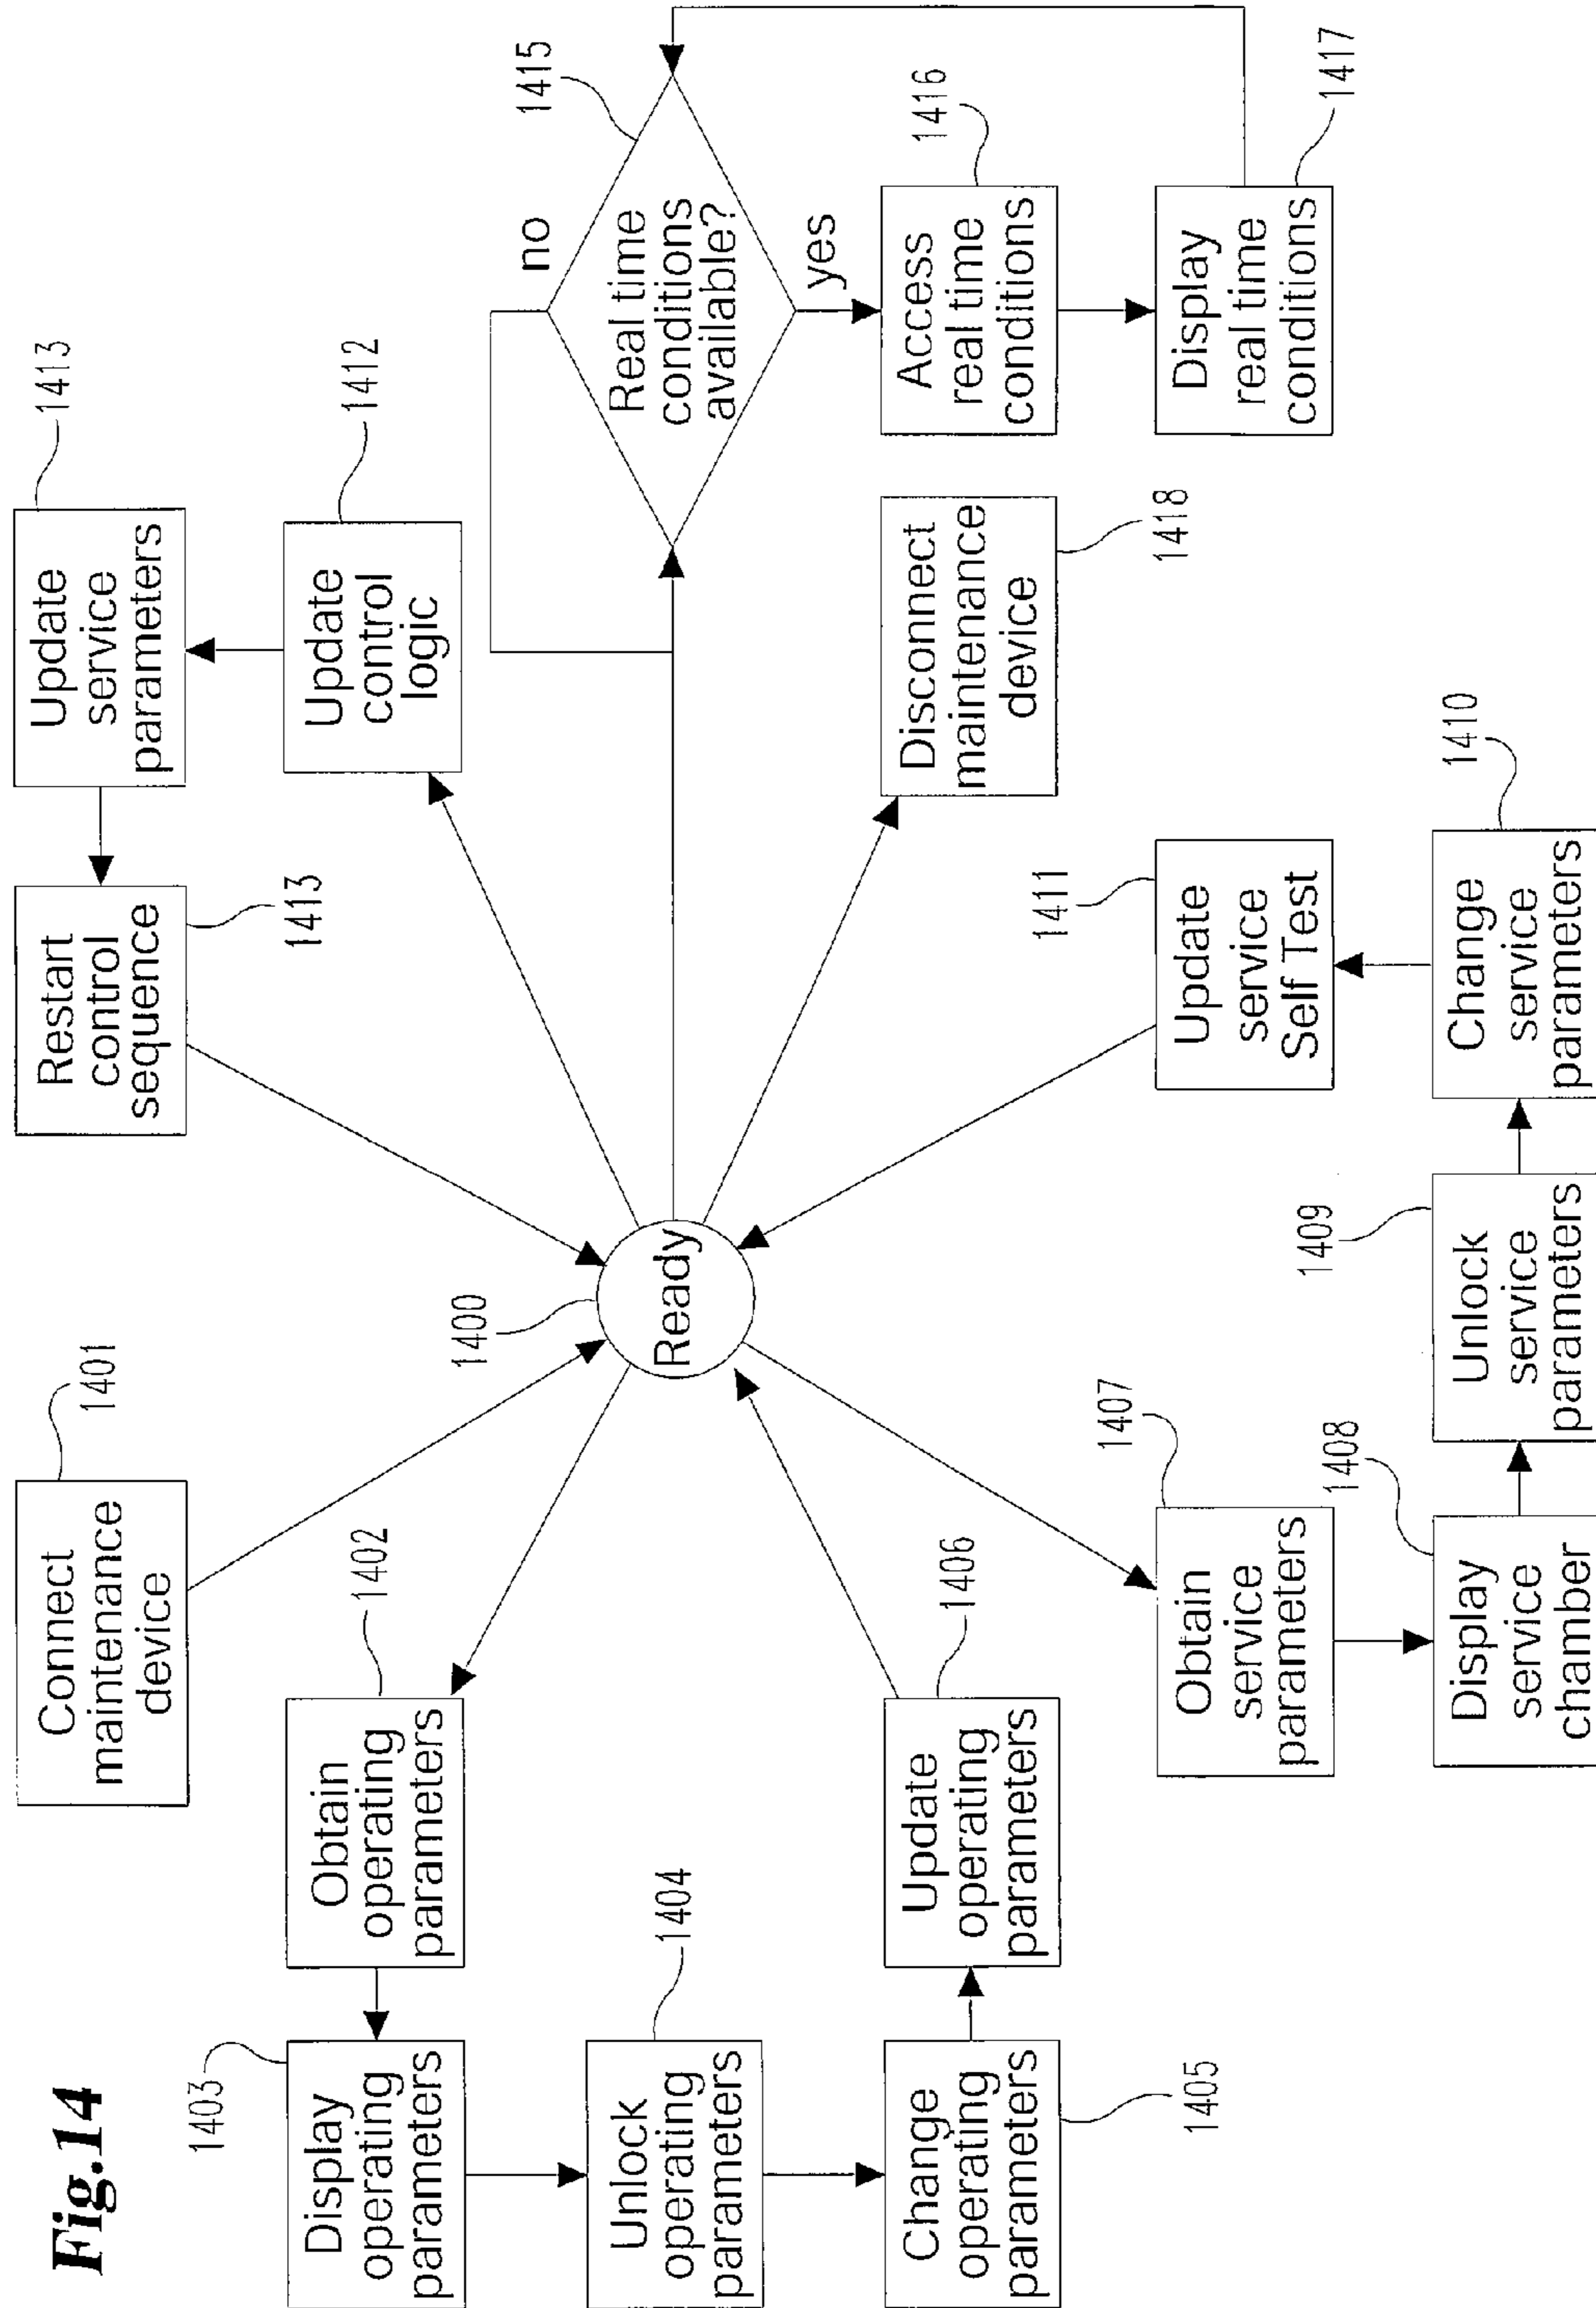 Fig.14
Connect
maintenance
device
1401
Restart
control
sequence
1413
Update
service
parameters
1413
Update
control
logic
1412
1403
Display
operating
parameters
Obtain
operating
parameters
1402
Unlock
operating
parameters
1404
Change
operating
parameters
1405
Update
operating
parameters
1406
1400
Ready
no
Real time
conditions
available?
1415
yes
Access
real time
conditions
1416
Display
real time
conditions
1417
Disconnect
maintenance
device
1418
Obtain
service
parameters
1407
Display
service
chamber
1408
Unlock
service
parameters
1409
Change
service
parameters
1410
Update
service
Self Test
1411